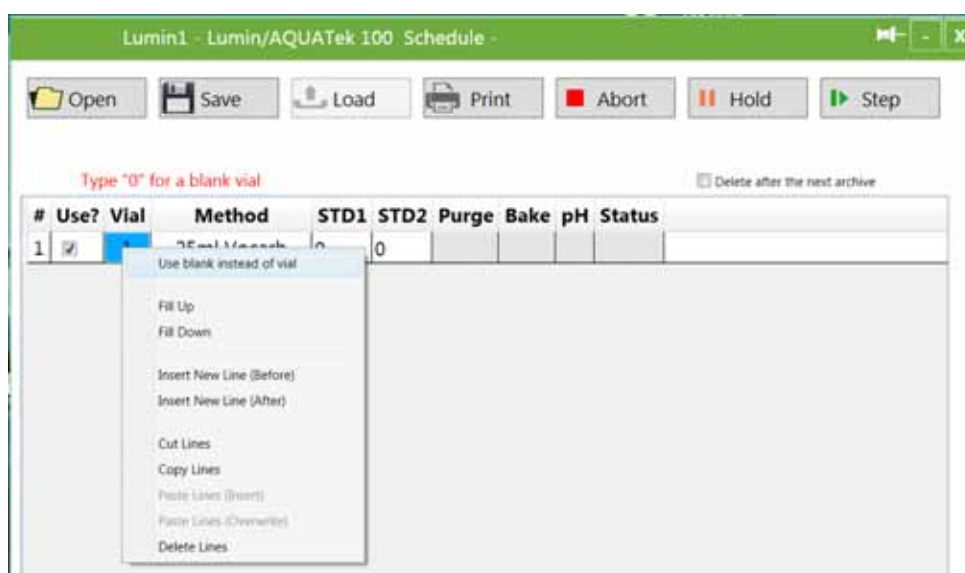 Lumin1 - Lumin/AQUATek 100 Schedule -
- x
Open Save Load Print Abort Hold Step
Type "0" for a blank vial
Delete after the next archive
# Use? Vial Method STD1 STD2 Purge Bake pH Status
1 0
Use blank instead of vial
Fill Up
Fill Down
Insert New Line (Before)
Insert New Line (After)
Cut Lines
Copy Lines
Paste Lines (Insert)
Paste Lines (Overwrite)
Delete Lines